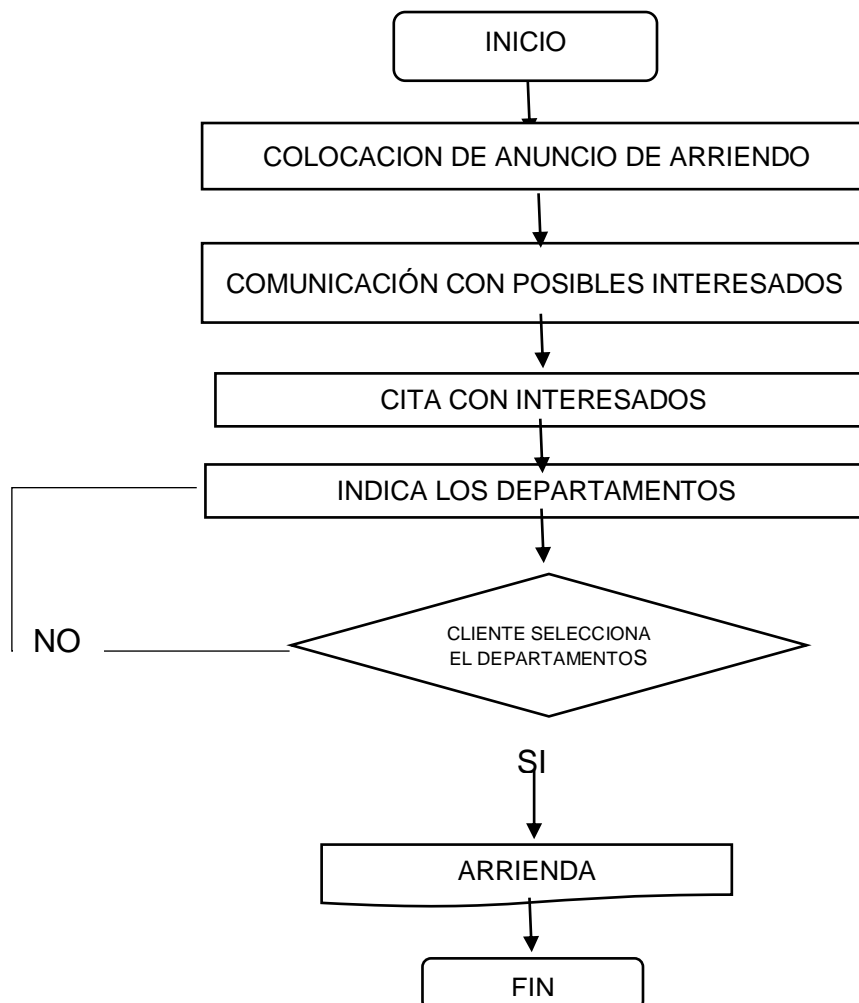 INICIO
COLOCACION DE ANUNCIO DE ARRIENDO
COMUNICACIÓN CON POSIBLES INTERESADOS
CITA CON INTERESADOS
INDICA LOS DEPARTAMENTOS
NO
CLIENTE SELECCIONA
EL DEPARTAMENTOS
SI
ARRIENDA
FIN